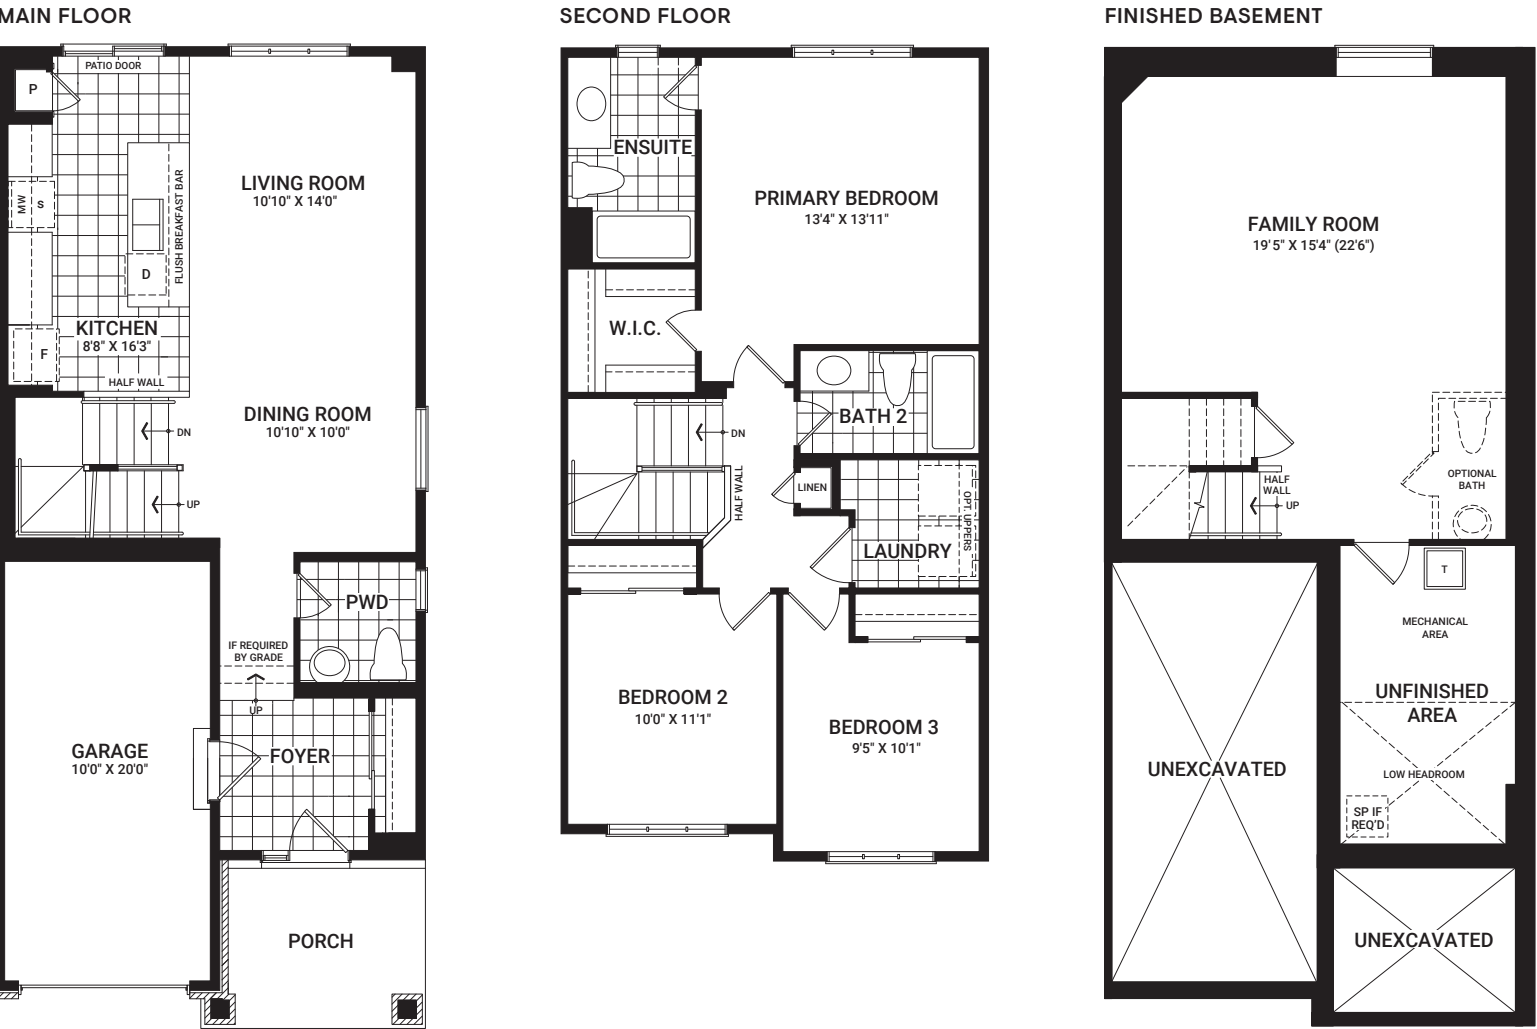 MAIN FLOOR
PATIO DOOR
P
MW
S
FLUSH BREAKFAST BAR
D
LIVING ROOM
10'10" X 14'0"
KITCHEN
8'8" X 16'3"
F
HALF WALL
DINING ROOM
10'10" X 10'0"
DN
UP
PWD
IF REQUIRED
BY GRADE
UP
FOYER
GARAGE
10'0" X 20'0"
PORCH
SECOND FLOOR
ENSUITE
PRIMARY BEDROOM
13'4" X 13'11"
W.I.C.
BATH 2
DN
HALF WALL
LINEN
OPT. UPPERS
LAUNDRY
BEDROOM 2
10'0" X 11'1"
BEDROOM 3
9'5" X 10'1"
FINISHED BASEMENT
FAMILY ROOM
19'5" X 15'4" (22'6")
HALF
WALL
UP
OPTIONAL
BATH
T
MECHANICAL
AREA
UNFINISHED
AREA
LOW HEADROOM
SP IF
REQ'D
UNEXCAVATED
UNEXCAVATED